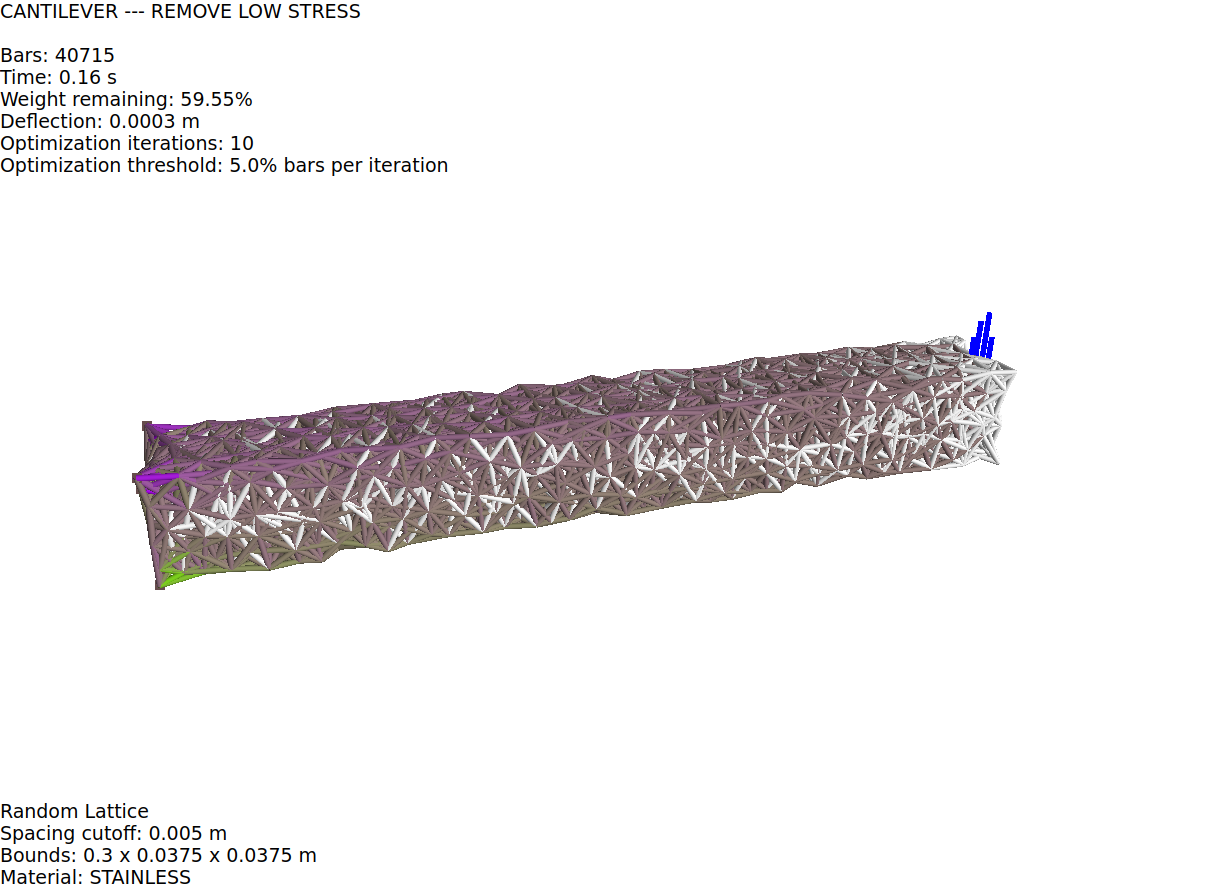 CANTILEVER --- REMOVE LOW STRESS
Bars: 40715
Time: 0.16 s
Weight remaining: 59.55%
Deflection: 0.0003 m
Optimization iterations: 10
Optimization threshold: 5.0% bars per iteration
Random Lattice
Spacing cutoff: 0.005 m
Bounds: 0.3 x 0.0375 x 0.0375 m
Material: STAINLESS